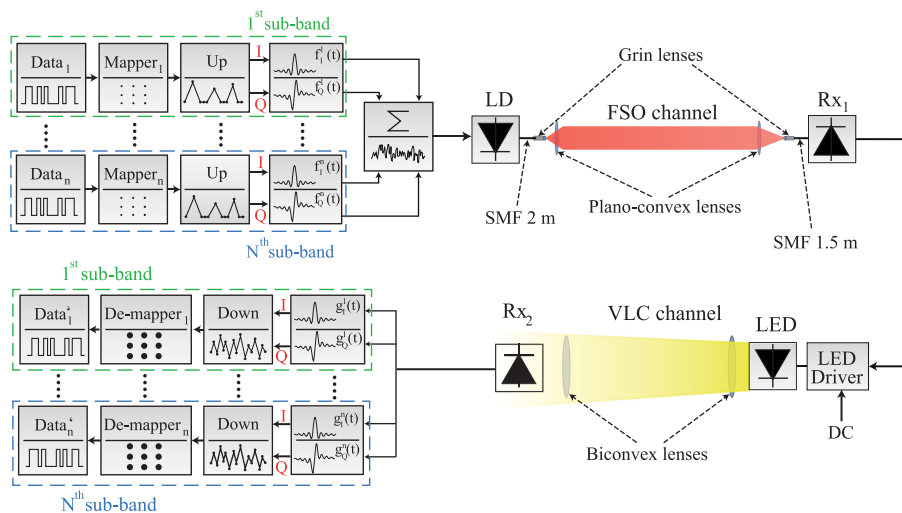 1st sub-band
Data1
Mapper1
Up
I
Q
fI1(t)
fQ1(t)
Σ
Datan
Mappern
Up
I
Q
fIn(t)
fQn(t)
Nth sub-band
LD
Grin lenses
FSO channel
Rx1
Plano-convex lenses
SMF 2 m
SMF 1.5 m
1st sub-band
Data'1
De-mapper1
Down
I
Q
gI1(t)
gQ1(t)
Data'n
De-mappern
Down
I
Q
gIn(t)
gQn(t)
Nth sub-band
Rx2
VLC channel
LED
LED
Driver
DC
Biconvex lenses